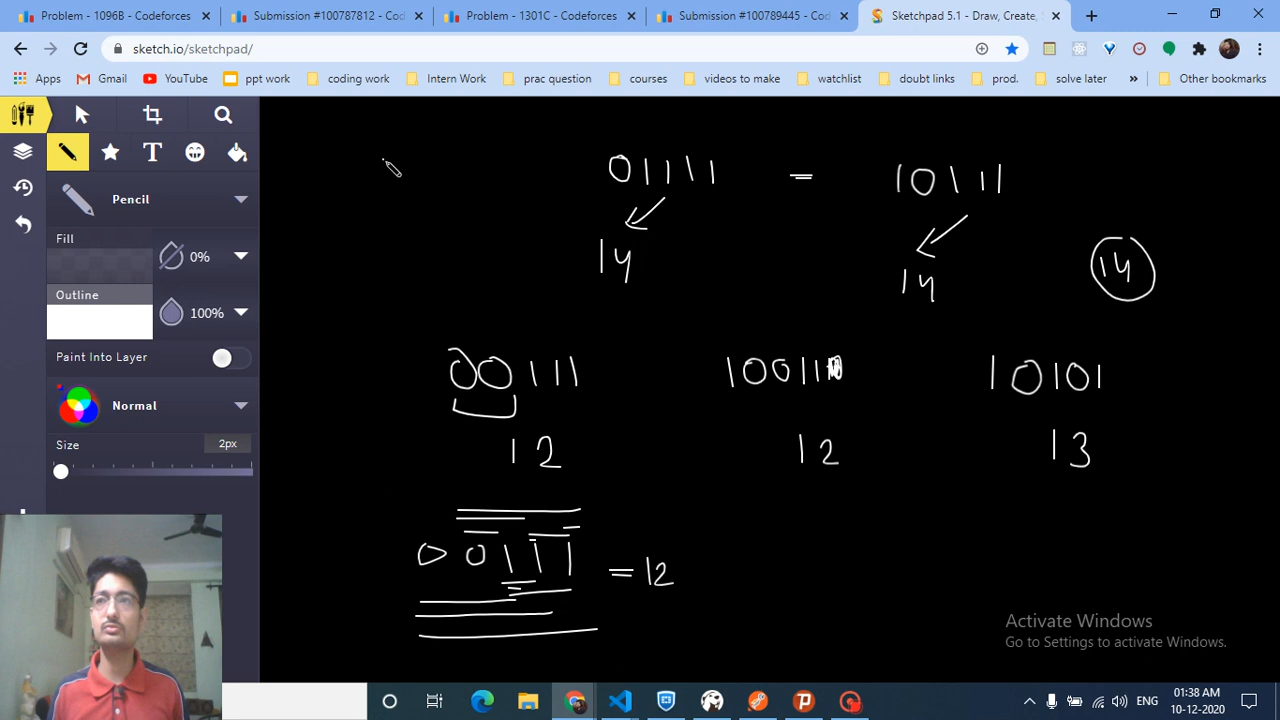 Problem - 1096B - Codeforces
Submission #100787812 - Cod
Problem - 1301C - Codeforces
Submission #100789445 - Cod
Sketchpad 5.1 - Draw, Create,
sketch.io/sketchpad/
Apps Gmail YouTube ppt work coding work Intern Work prac question courses videos to make watchlist doubt links prod. solve later » Other bookmarks
Pencil
Fill
0%
Outline
100%
Paint Into Layer
Normal
Size
2px
01111 = 10111
14 14 14
00111 10011 10101
12 12 13
00111 = 12
Activate Windows
Go to Settings to activate Windows.
ENG
01:38 AM
10-12-2020